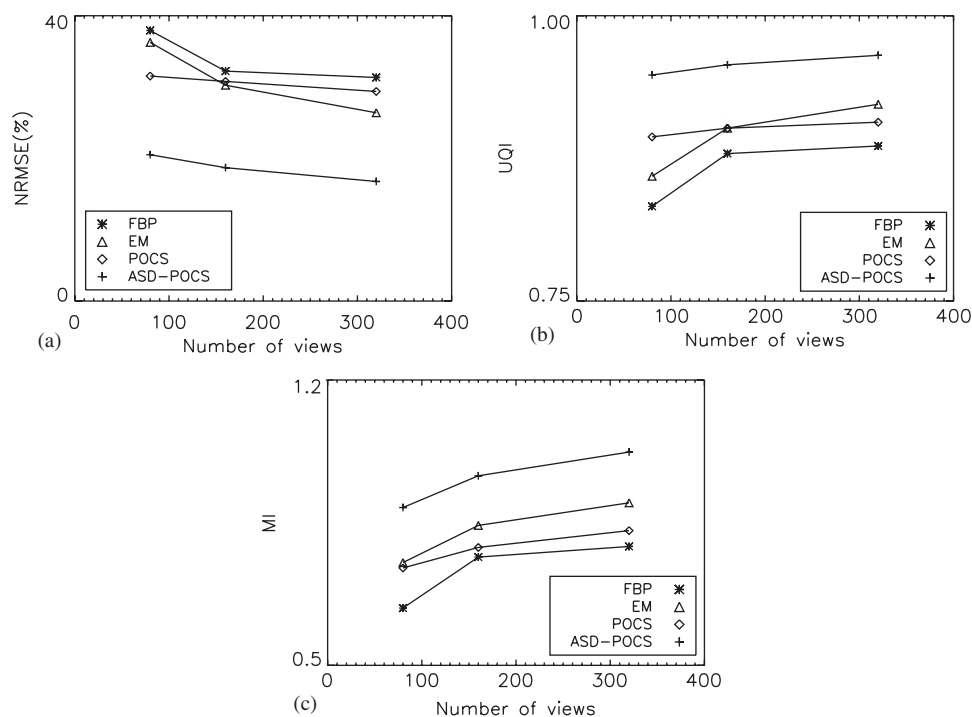 40
NRMSE(%)
FBP
EM
POCS
ASD-POCS
0
0 100 200 300 400
(a)
Number of views
1.00
UQI
FBP
EM
POCS
ASD-POCS
0.75
0 100 200 300 400
(b)
Number of views
1.2
MI
FBP
EM
POCS
ASD-POCS
0.5
0 100 200 300 400
(c)
Number of views